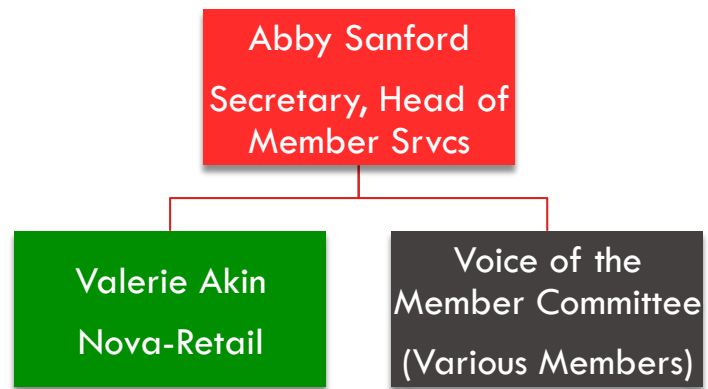 Abby Sanford
Secretary, Head of
Member Srvcs
Valerie Akin
Nova-Retail
Voice of the
Member Committee
(Various Members)